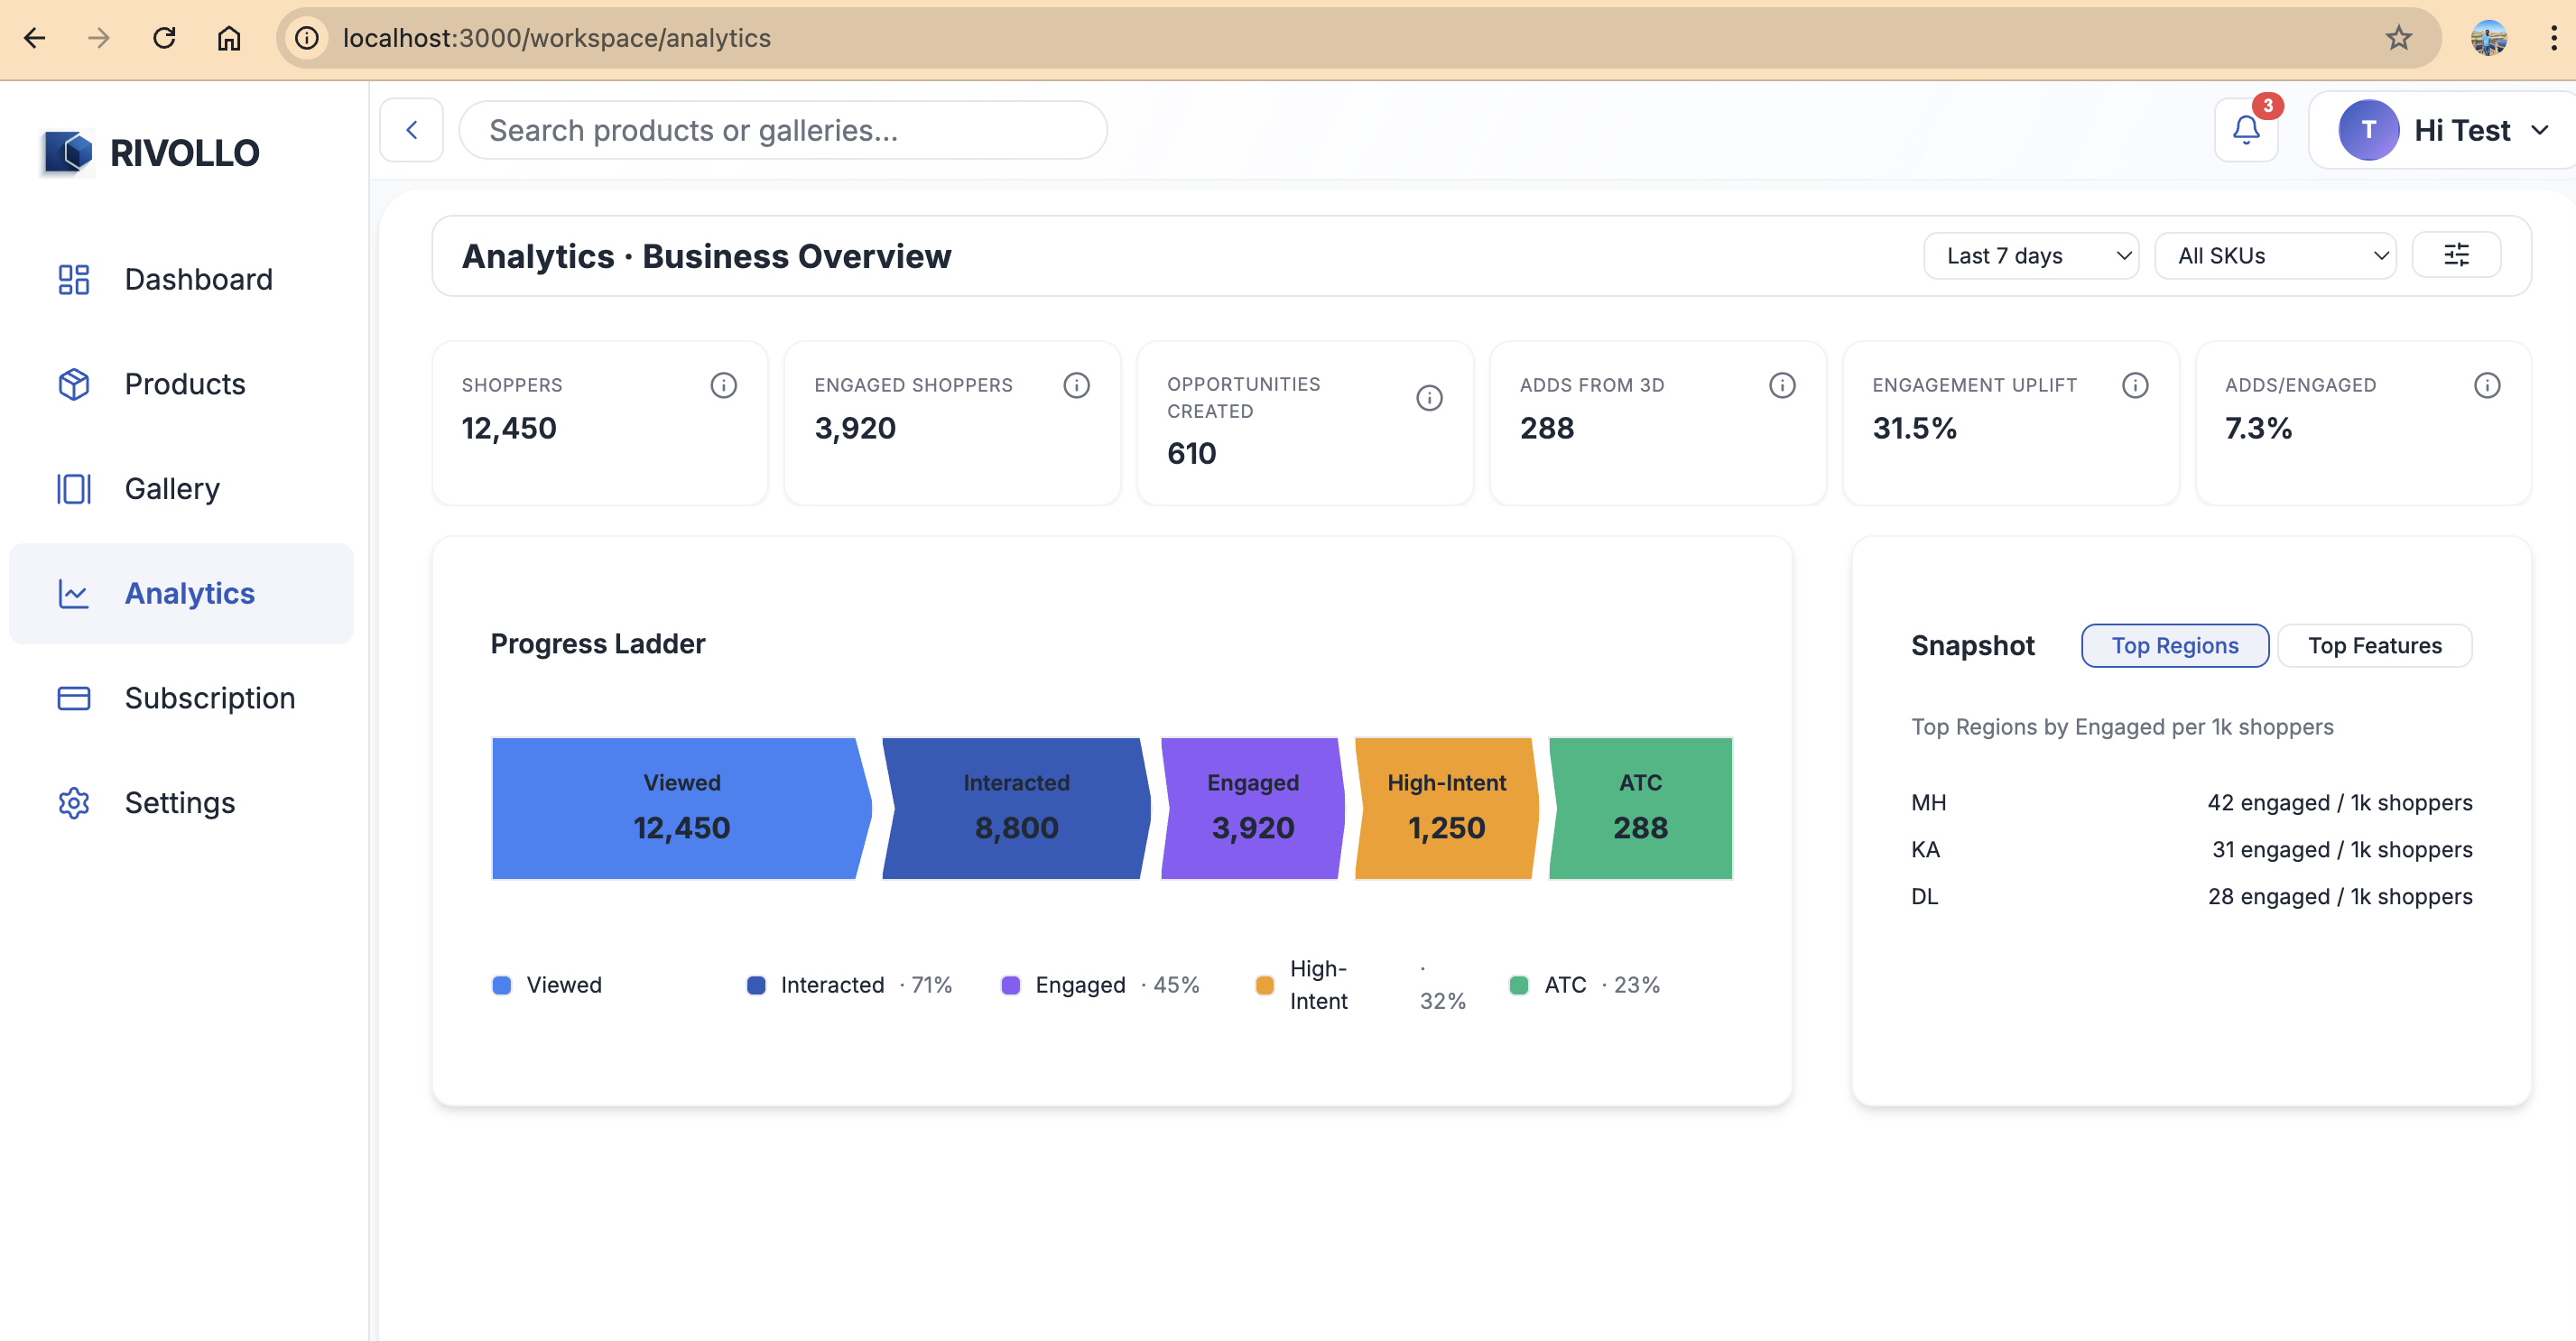 localhost:3000/workspace/analytics
RIVOLLO
Search products or galleries...
3
T
Hi Test
Dashboard
Products
Gallery
Analytics
Subscription
Settings
Analytics · Business Overview
Last 7 days
All SKUs
SHOPPERS
12,450
ENGAGED SHOPPERS
3,920
OPPORTUNITIES
CREATED
610
ADDS FROM 3D
288
ENGAGEMENT UPLIFT
31.5%
ADDS/ENGAGED
7.3%
Progress Ladder
Viewed
12,450
Interacted
8,800
Engaged
3,920
High-Intent
1,250
ATC
288
Viewed
Interacted · 71%
Engaged · 45%
High-
Intent
·
32%
ATC · 23%
Snapshot
Top Regions
Top Features
Top Regions by Engaged per 1k shoppers
MH 42 engaged / 1k shoppers
KA 31 engaged / 1k shoppers
DL 28 engaged / 1k shoppers